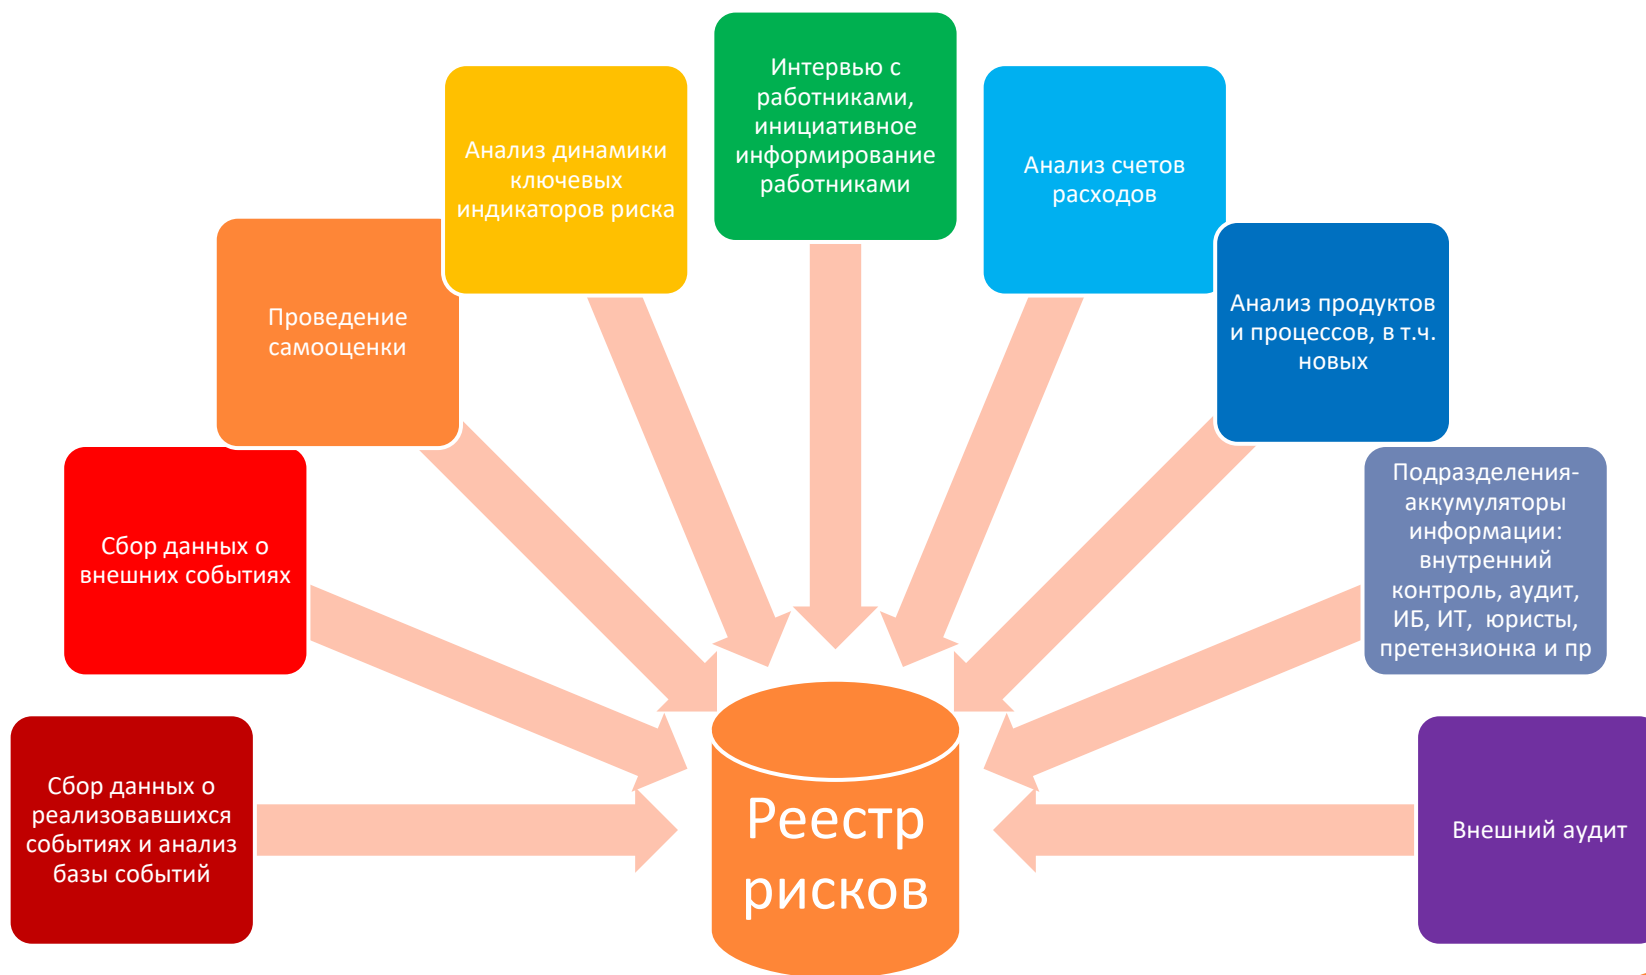 Интервью с
работниками,
инициативное
информирование
работниками
Анализ динамики
ключевых
индикаторов риска
Анализ счетов
расходов
Проведение
самооценки
Анализ продуктов
и процессов, в т.ч.
новых
Сбор данных о
внешних событиях
Подразделения-
аккумуляторы
информации:
внутренний
контроль, аудит,
ИБ, ИТ,  юристы,
претензионка и пр
Сбор данных о
реализовавшихся
событиях и анализ
базы событий
Реестр
рисков
Внешний аудит